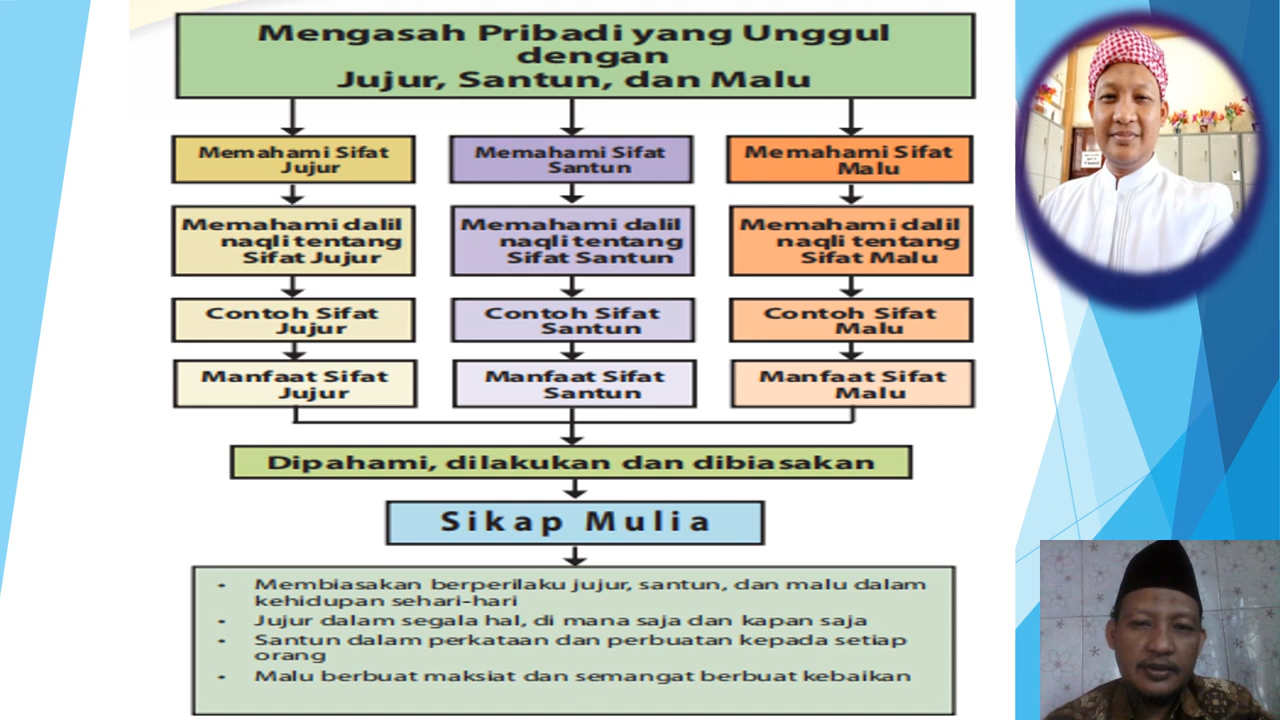 Mengasah Pribadi yang Unggul
dengan
Jujur, Santun, dan Malu
Memahami Sifat
Jujur
Memahami Sifat
Santun
Memahami Sifat
Malu
Memahami dalil
naqli tentang
Sifat Jujur
Memahami dalil
naqli tentang
Sifat Santun
Memahami dalil
naqli tentang
Sifat Malu
Contoh Sifat
Jujur
Contoh Sifat
Santun
Contoh Sifat
Malu
Manfaat Sifat
Jujur
Manfaat Sifat
Santun
Manfaat Sifat
Malu
Dipahami, dilakukan dan dibiasakan
Sikap Mulia
• Membiasakan berperilaku jujur, santun, dan malu dalam
kehidupan sehari-hari
• Jujur dalam segala hal, di mana saja dan kapan saja
• Santun dalam perkataan dan perbuatan kepada setiap
orang
• Malu berbuat maksiat dan semangat berbuat kebaikan